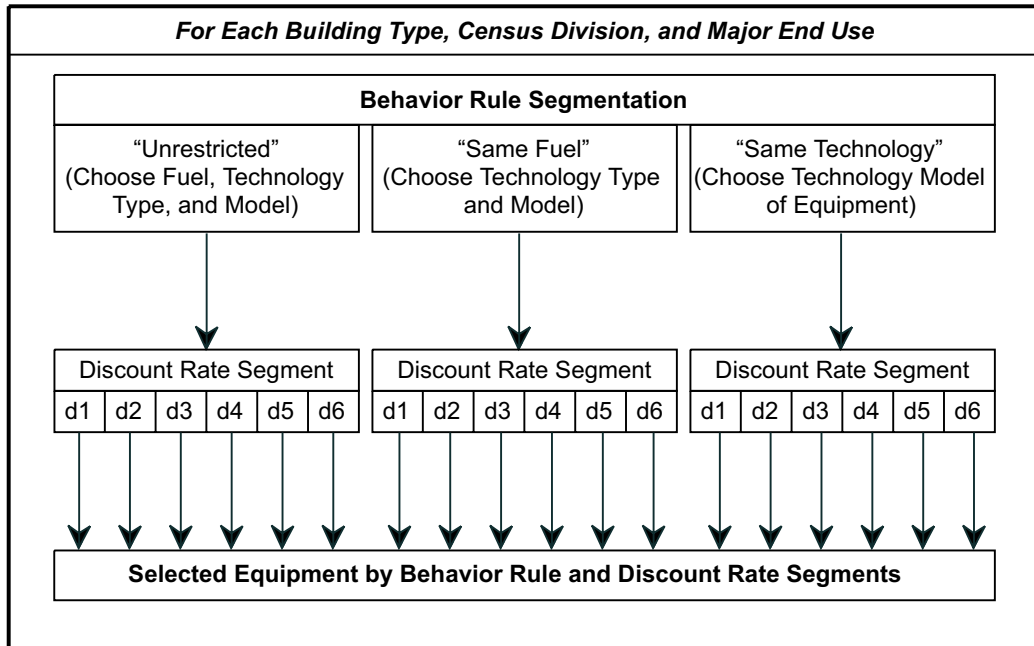 For Each Building Type, Census Division, and Major End Use
Behavior Rule Segmentation
“Unrestricted”
(Choose Fuel, Technology
Type, and Model)
“Same Fuel”
(Choose Technology Type
and Model)
“Same Technology”
(Choose Technology Model
of Equipment)
Discount Rate Segment
d1 d2 d3 d4 d5 d6
Discount Rate Segment
d1 d2 d3 d4 d5 d6
Discount Rate Segment
d1 d2 d3 d4 d5 d6
Selected Equipment by Behavior Rule and Discount Rate Segments